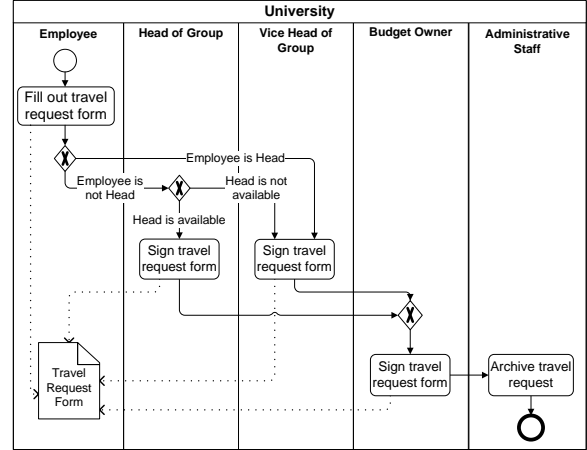 University
Employee
Head of Group
Vice Head of
Group
Budget Owner
Administrative
Staff
Fill out travel
request form
Employee is Head
Employee is
not Head
Head is not
available
Head is available
Sign travel
request form
Sign travel
request form
Travel
Request
Form
Sign travel
request form
Archive travel
request